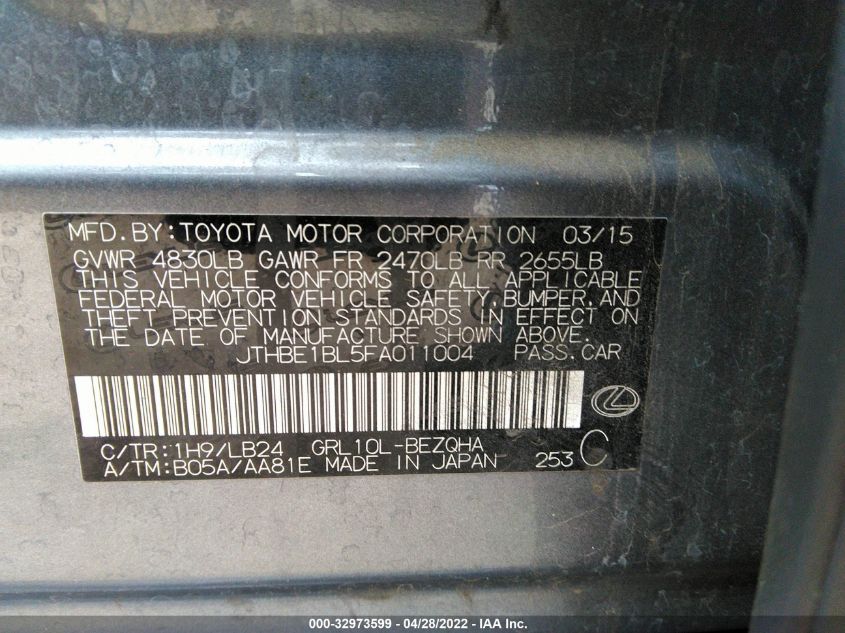 MFD.BY:TOYOTA MOTOR CORPORATION 03/15
GVWR 4830LB GAWR FR 2470LB RR 2655LB
THIS VEHICLE CONFORMS TO ALL APPLICABLE
FEDERAL MOTOR VEHICLE SAFETY,BUMPER,AND
THEFT PREVENTION STANDARDS IN EFFECT ON
THE DATE OF MANUFACTURE SHOWN ABOVE.
JTHBE1BL5FA011004 PASS.CAR
C/TR:1H9/LB24 GRL10L-BEZQHA
A/TM:B05A/AA81E MADE IN JAPAN 253 C
000-32973599 - 04/28/2022 - IAA Inc.